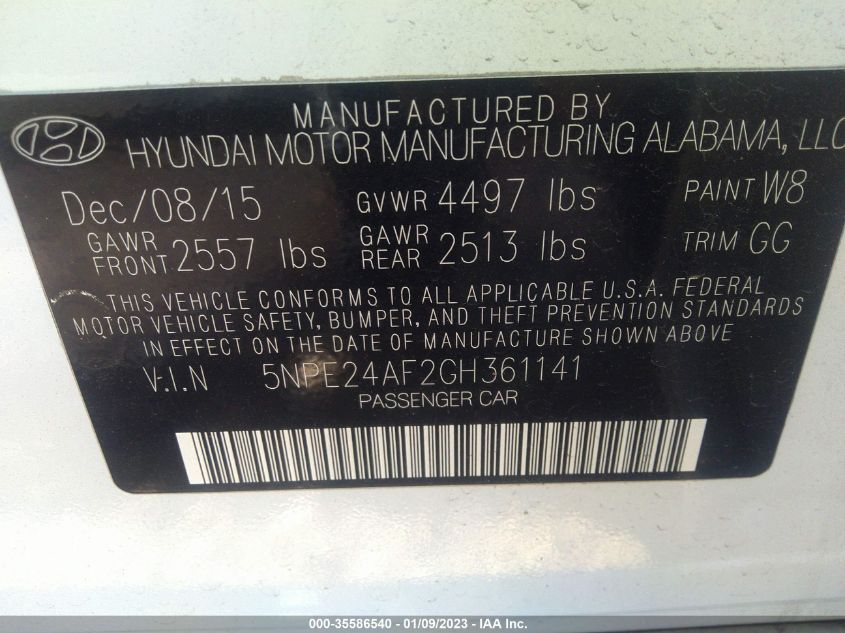 MANUFACTURED BY
HYUNDAI MOTOR MANUFACTURING ALABAMA, LLC
Dec/08/15 GVWR 4497 lbs PAINT W8
GAWR FRONT 2557 lbs GAWR REAR 2513 lbs TRIM GG
THIS VEHICLE CONFORMS TO ALL APPLICABLE U.S.A. FEDERAL
MOTOR VEHICLE SAFETY, BUMPER, AND THEFT PREVENTION STANDARDS
IN EFFECT ON THE DATE OF MANUFACTURE SHOWN ABOVE
V.I.N 5NPE24AF2GH361141
PASSENGER CAR
000-35586540 - 01/09/2023 - IAA Inc.